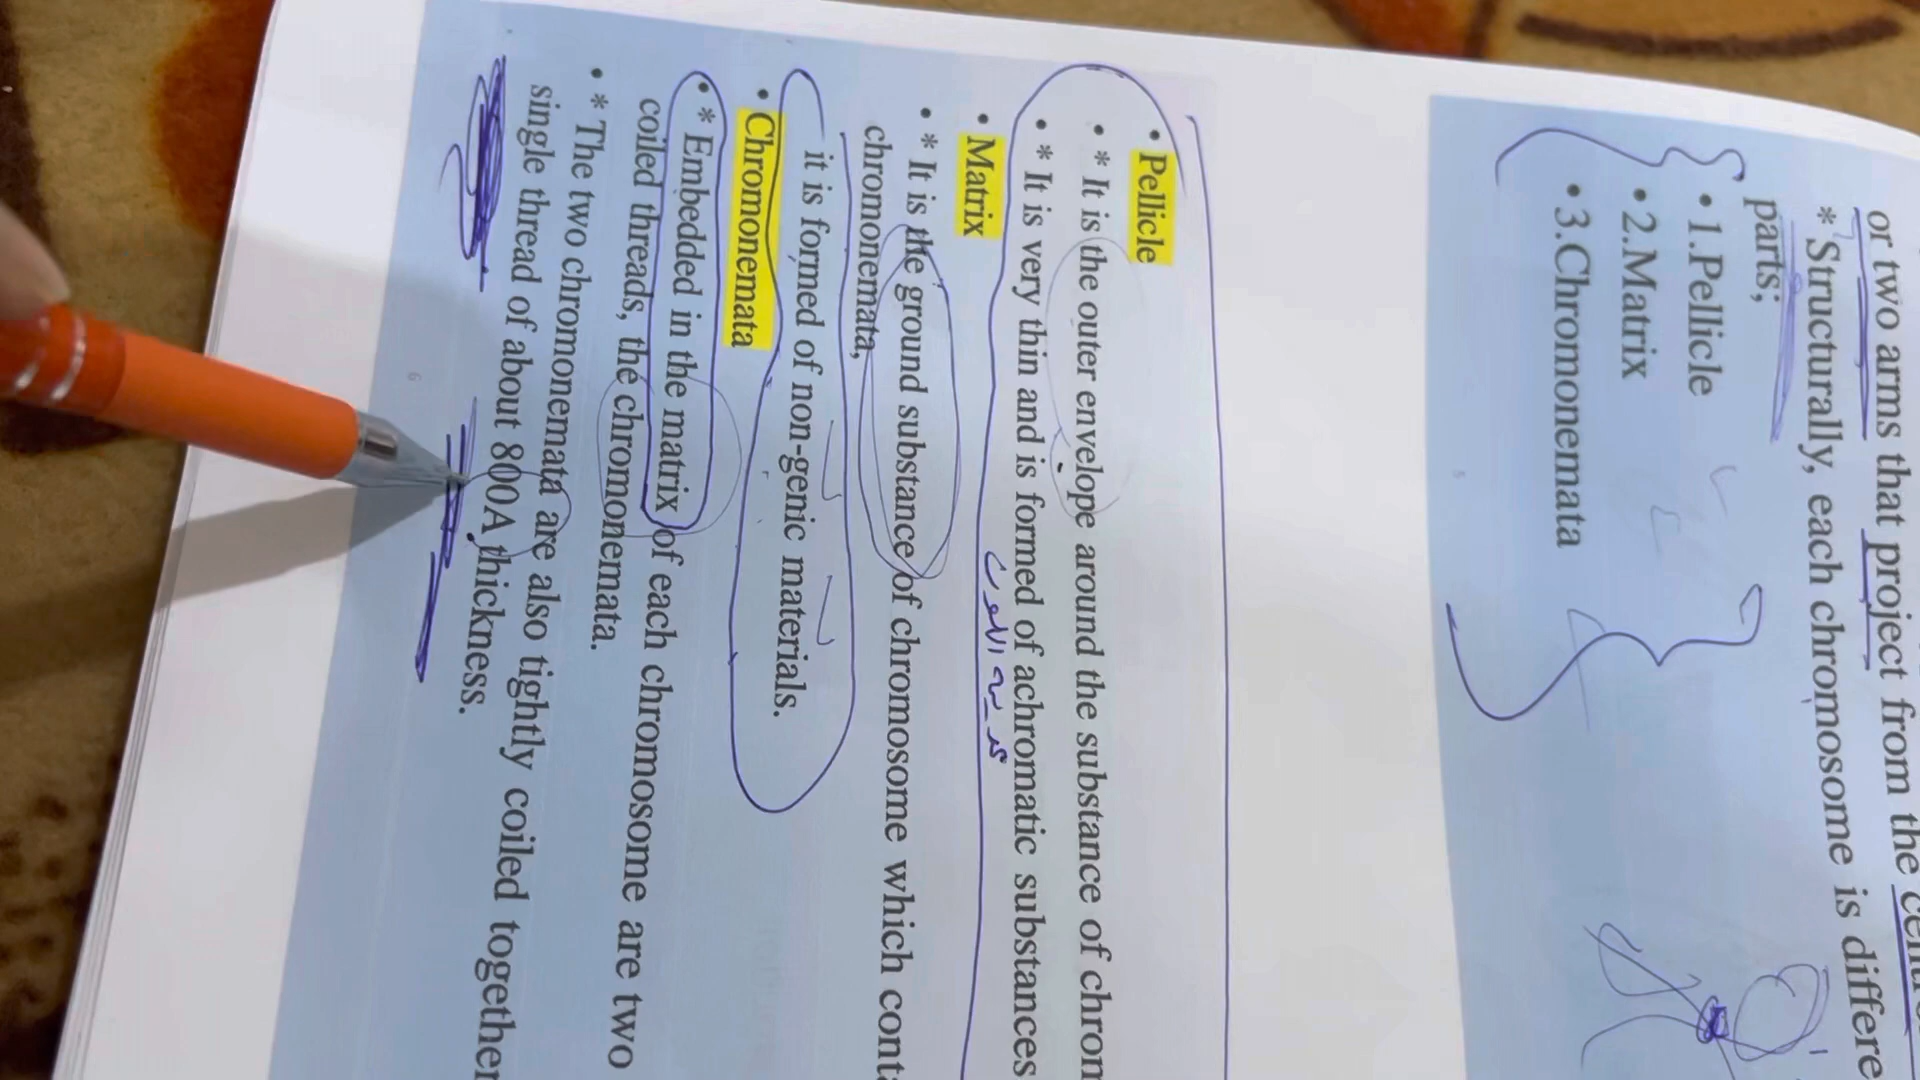 or two arms that project from the
* Structurally, each chromosome is differe
parts;
• 1.Pellicle
• 2.Matrix
• 3.Chromonemata
5
• Pellicle
• * It is the outer envelope around the substance of chrom
• * It is very thin and is formed of achromatic substances
عديمة اللون
• Matrix
• * It is the ground substance of chromosome which conta
chromonemata,
it is formed of non-genic materials.
• Chromonemata
• * Embedded in the matrix of each chromosome are two
coiled threads, the chromonemata.
• * The two chromonemata are also tightly coiled together
single thread of about 800A thickness.
6